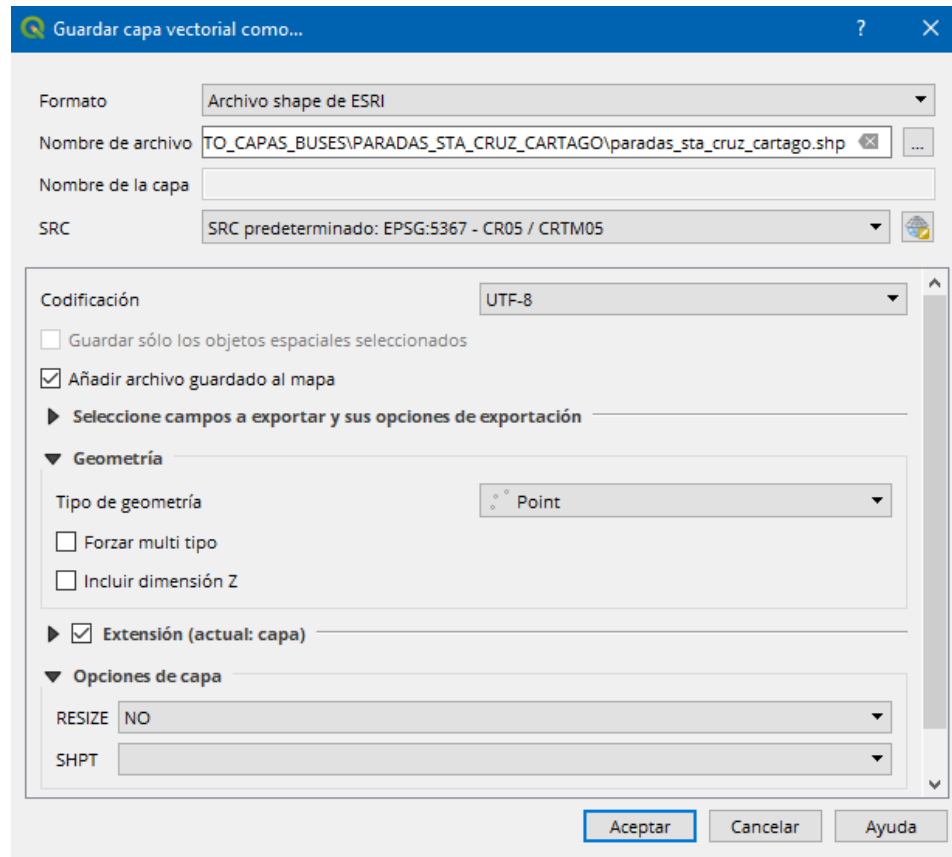 Guardar capa vectorial como...
?
Formato Archivo shape de ESRI
Nombre de archivo TO_CAPAS_BUSES\PARADAS_STA_CRUZ_CARTAGO\paradas_sta_cruz_cartago.shp ...
Nombre de la capa
SRC SRC predeterminado: EPSG:5367 - CR05 / CRTM05
Codificación UTF-8
Guardar sólo los objetos espaciales seleccionados
Añadir archivo guardado al mapa
Seleccione campos a exportar y sus opciones de exportación
Geometría
Tipo de geometría Point
Forzar multi tipo
Incluir dimensión Z
Extensión (actual: capa)
Opciones de capa
RESIZE NO
SHPT
Aceptar Cancelar Ayuda